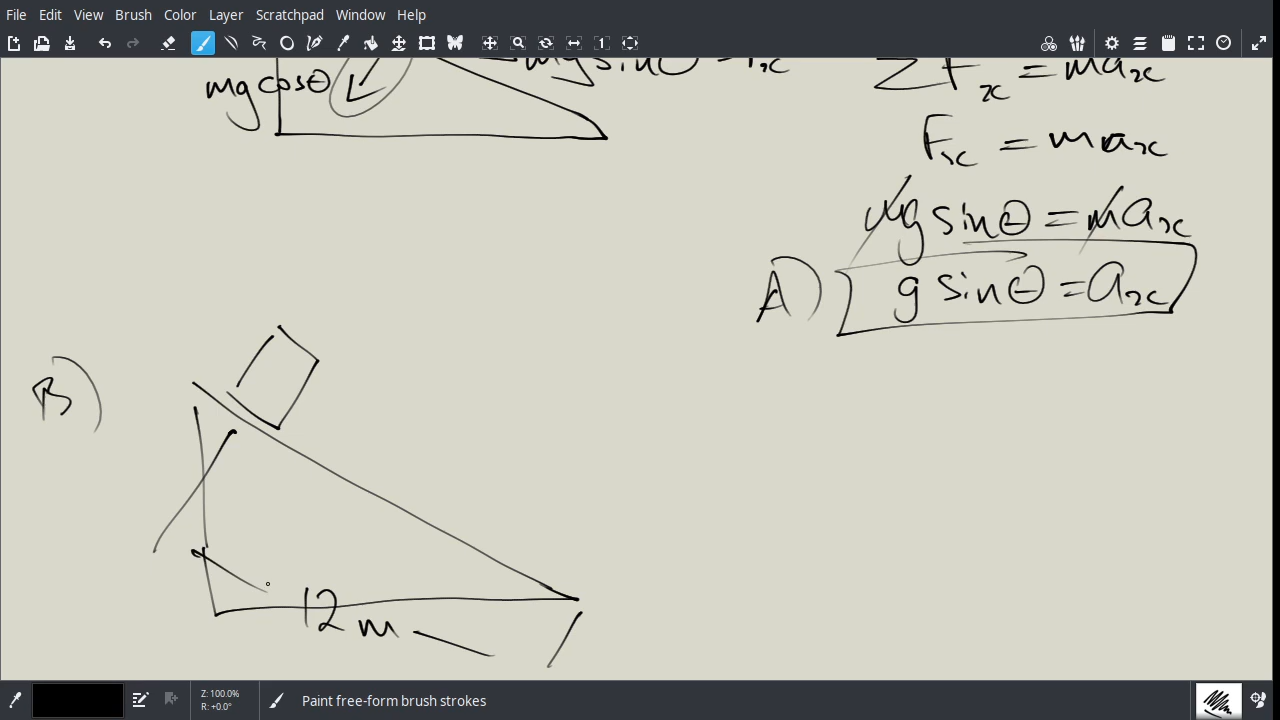 File Edit View Brush Color Layer Scratchpad Window Help
mg cosθ
mg sinθ = Fx
ΣFx = max
Fx = max
mg sinθ = max
A) g sinθ = ax
B)
12 m
Z: 100.0%
R: +0.0°
Paint free-form brush strokes